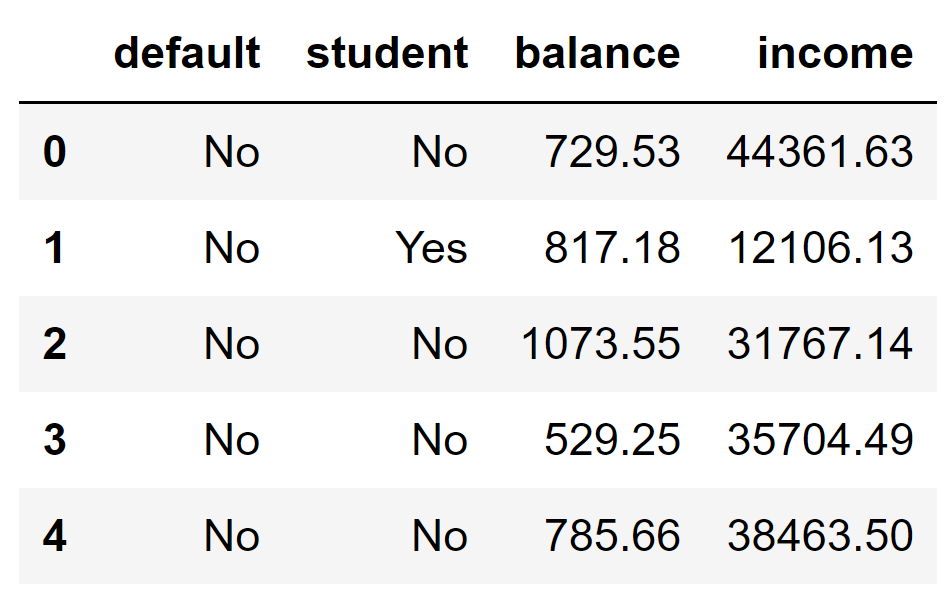 default student balance income
0 No No 729.53 44361.63
1 No Yes 817.18 12106.13
2 No No 1073.55 31767.14
3 No No 529.25 35704.49
4 No No 785.66 38463.50